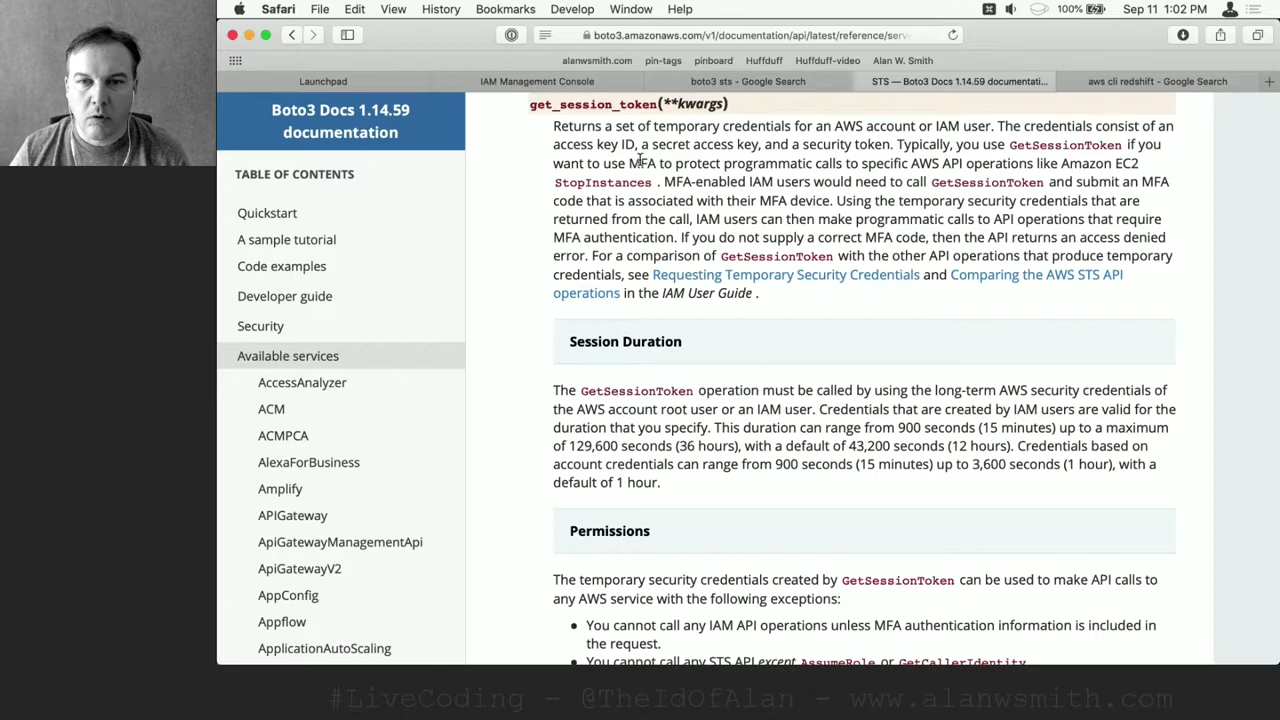 Safari File Edit View History Bookmarks Develop Window Help 100% Sep 11 1:02 PM
boto3.amazonaws.com/v1/documentation/api/latest/reference/serv
alanwsmith.com pin-tags pinboard Huffduff Huffduff-video Alan W. Smith
Launchpad IAM Management Console boto3 sts - Google Search STS — Boto3 Docs 1.14.59 documentati... aws cli redshift - Google Search
Boto3 Docs 1.14.59
documentation
TABLE OF CONTENTS
Quickstart
A sample tutorial
Code examples
Developer guide
Security
Available services
AccessAnalyzer
ACM
ACMPCA
AlexaForBusiness
Amplify
APIGateway
ApiGatewayManagementApi
ApiGatewayV2
AppConfig
Appflow
ApplicationAutoScaling
get_session_token(**kwargs)
Returns a set of temporary credentials for an AWS account or IAM user. The credentials consist of an
access key ID, a secret access key, and a security token. Typically, you use GetSessionToken if you
want to use MFA to protect programmatic calls to specific AWS API operations like Amazon EC2
StopInstances . MFA-enabled IAM users would need to call GetSessionToken and submit an MFA
code that is associated with their MFA device. Using the temporary security credentials that are
returned from the call, IAM users can then make programmatic calls to API operations that require
MFA authentication. If you do not supply a correct MFA code, then the API returns an access denied
error. For a comparison of GetSessionToken with the other API operations that produce temporary
credentials, see Requesting Temporary Security Credentials and Comparing the AWS STS API
operations in the IAM User Guide .
Session Duration
The GetSessionToken operation must be called by using the long-term AWS security credentials of
the AWS account root user or an IAM user. Credentials that are created by IAM users are valid for the
duration that you specify. This duration can range from 900 seconds (15 minutes) up to a maximum
of 129,600 seconds (36 hours), with a default of 43,200 seconds (12 hours). Credentials based on
account credentials can range from 900 seconds (15 minutes) up to 3,600 seconds (1 hour), with a
default of 1 hour.
Permissions
The temporary security credentials created by GetSessionToken can be used to make API calls to
any AWS service with the following exceptions:
You cannot call any IAM API operations unless MFA authentication information is included in
the request.
You cannot call any STS API except AssumeRole or GetCallerIdentity.
#LiveCoding - @TheIdOfAlan - www.alanwsmith.com